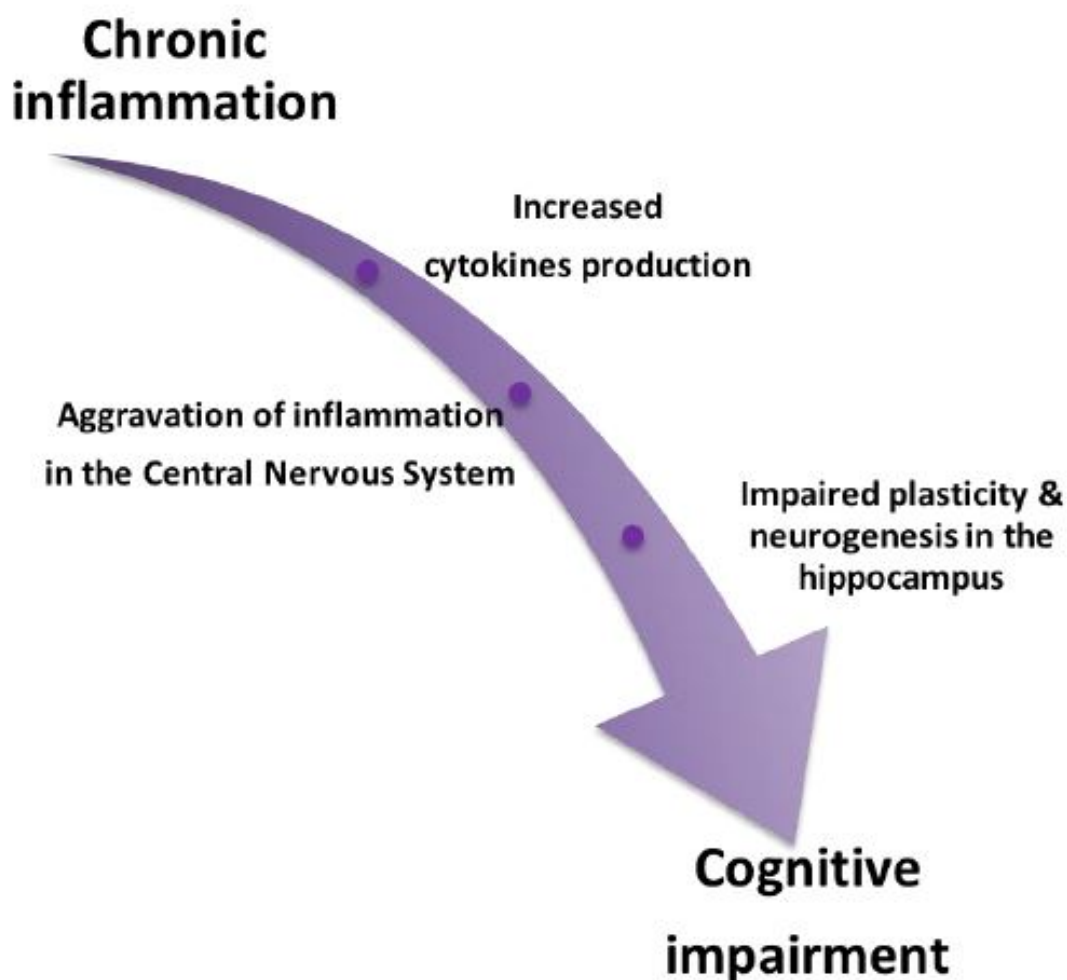 Chronic
inflammation
Increased
cytokines production
Aggravation of inflammation
in the Central Nervous System
Impaired plasticity &
neurogenesis in the
hippocampus
Cognitive
impairment